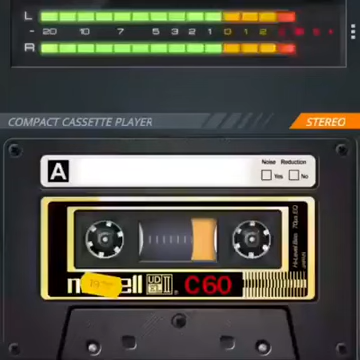 L
- 20 10 7 5 3 2 1 0 1 2
R
COMPACT CASSETTE PLAYER
STEREO
A
Noise Reduction
Yes No
UD II C60